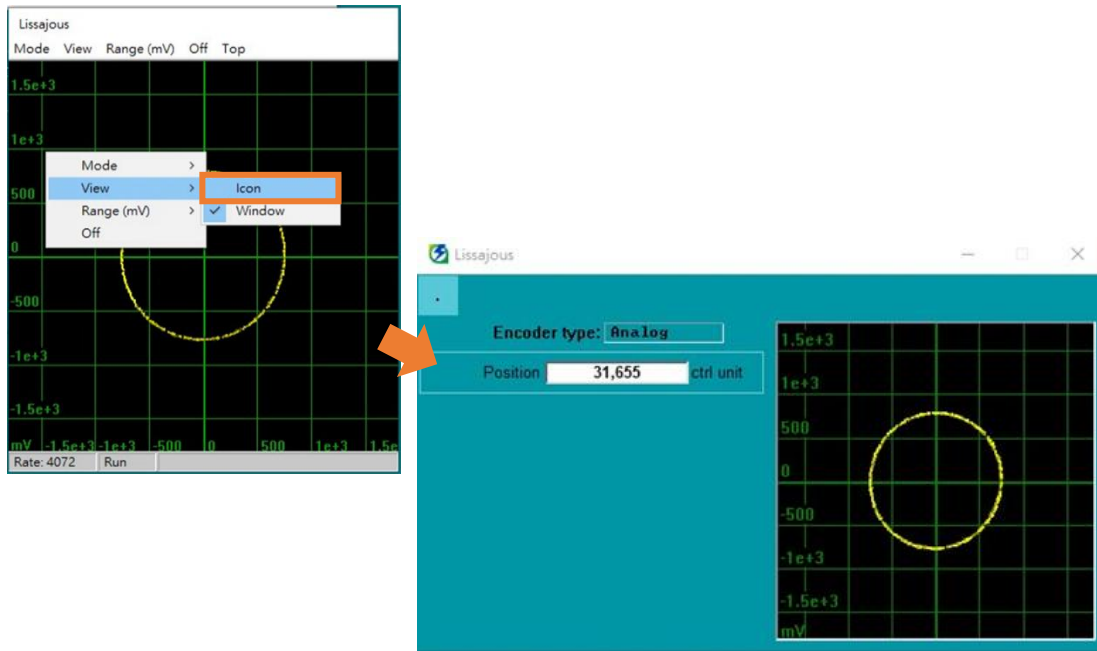 Lissajous
Mode View Range (mV) Off Top
1.5e+3
1e+3
500
0
-500
-1e+3
-1.5e+3
mV -1.5e+3 -1e+3 -500 0 500 1e+3 1.5e
Mode >
View >
Range (mV) >
Off
Icon
✓ Window
Rate: 4072 Run
Lissajous
.
Encoder type: Analog
Position 31,655 ctrl unit
1.5e+3
1e+3
500
0
-500
-1e+3
-1.5e+3
mV